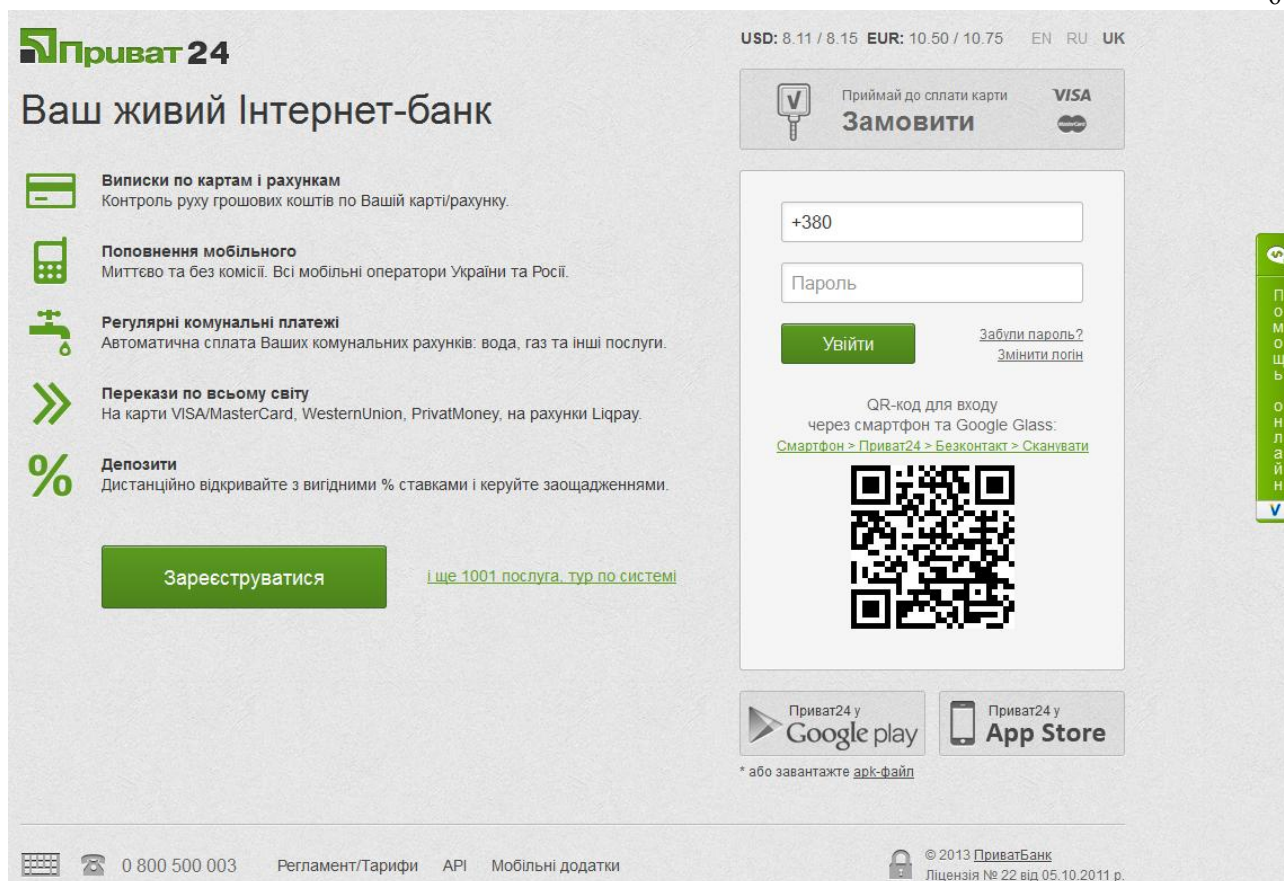 Приват 24
USD: 8.11 / 8.15 EUR: 10.50 / 10.75 EN RU UK
Ваш живий Інтернет-банк
Приймай до сплати карти
Замовити
VISA
MasterCard
Виписки по картам і рахункам
Контроль руху грошових коштів по Вашій карті/рахунку.
Поповнення мобільного
Миттєво та без комісії. Всі мобільні оператори України та Росії.
Регулярні комунальні платежі
Автоматична сплата Ваших комунальних рахунків: вода, газ та інші послуги.
Перекази по всьому світу
На карти VISA/MasterCard, WesternUnion, PrivatMoney, на рахунки Liqpay.
Депозити
Дистанційно відкривайте з вигідними % ставками і керуйте заощадженнями.
Зареєструватися
і ще 1001 послуга, тур по системі
+380
Пароль
Увійти
Забули пароль?
Змінити логін
QR-код для входу
через смартфон та Google Glass:
Смартфон > Приват24 > Безконтакт > Сканувати
Приват24 у
Google play
Приват24 у
App Store
* або завантажте apk-файл
Помощь онлайн
0 800 500 003 Регламент/Тарифи API Мобільні додатки
© 2013 ПриватБанк
Ліцензія № 22 від 05.10.2011 р.